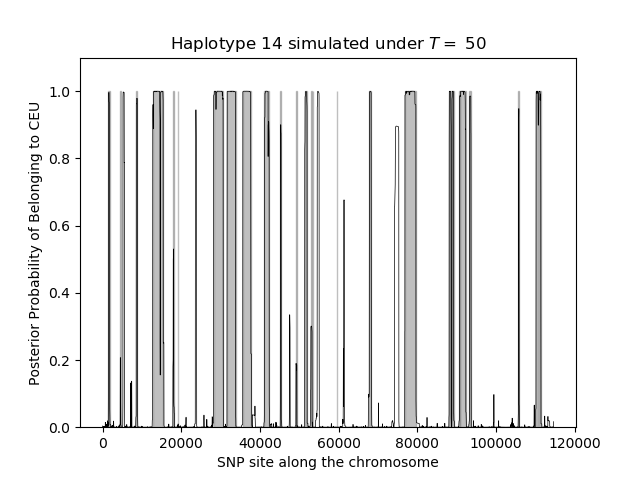 Haplotype 14 simulated under T = 50
Posterior Probability of Belonging to CEU
1.0
0.8
0.6
0.4
0.2
0.0
0 20000 40000 60000 80000 100000 120000
SNP site along the chromosome